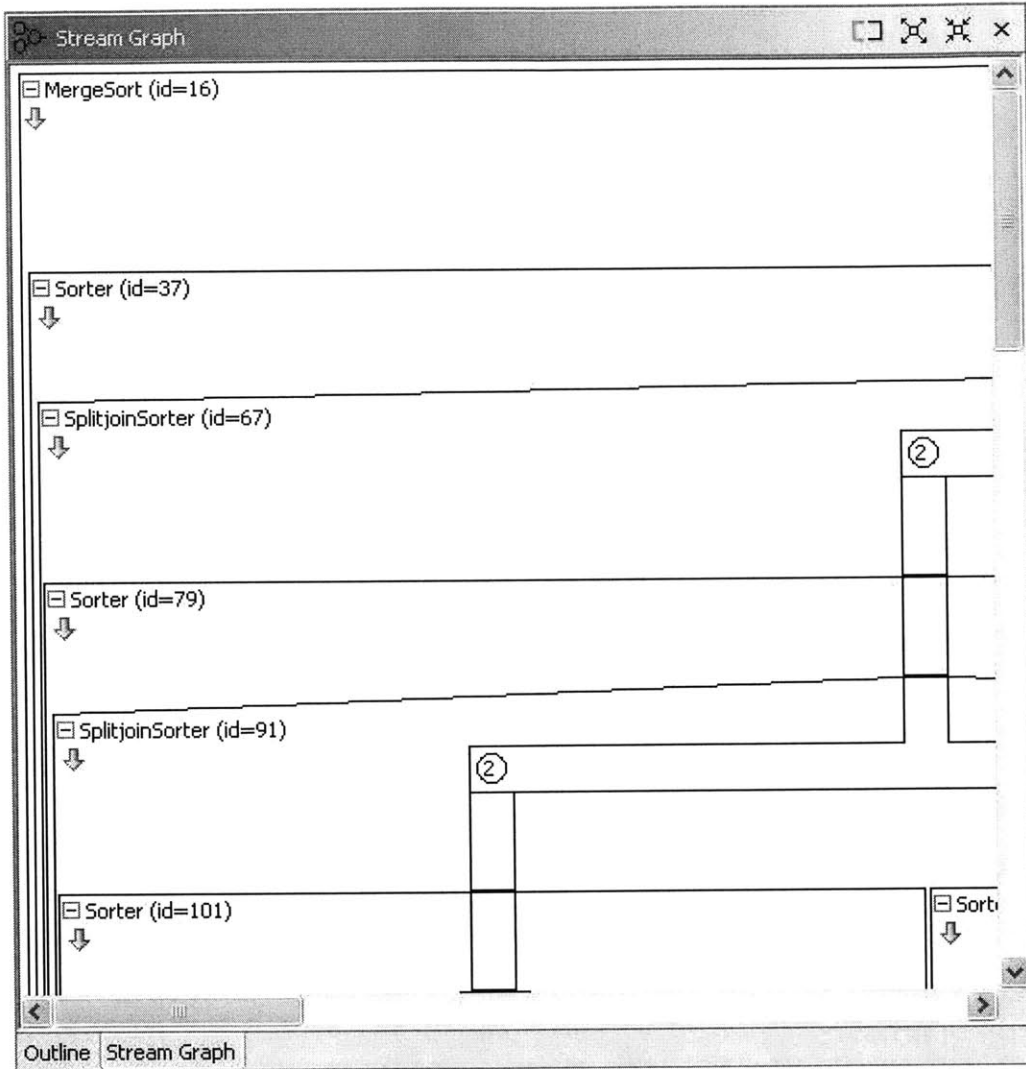 Stream Graph
MergeSort (id=16)
Sorter (id=37)
SplitjoinSorter (id=67)
2
Sorter (id=79)
SplitjoinSorter (id=91)
2
Sorter (id=101)
Sorte
Outline Stream Graph